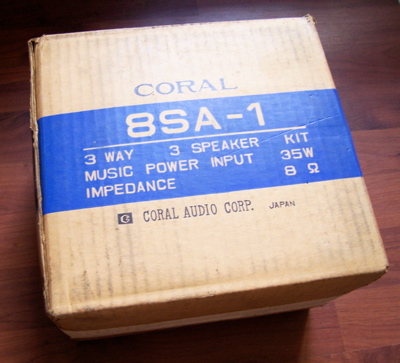 CORAL
8SA-1
3 WAY 3 SPEAKER KIT
MUSIC POWER INPUT 35W
IMPEDANCE 8 Ω
CORAL AUDIO CORP. JAPAN